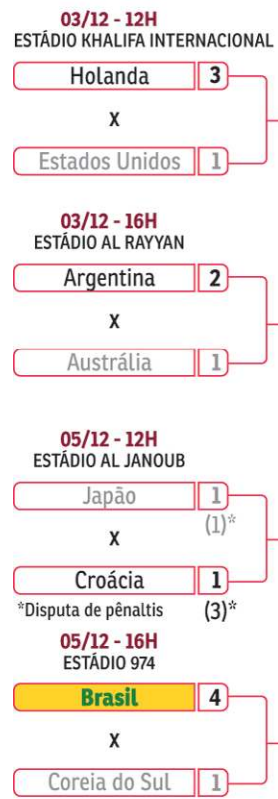 03/12 - 12H
ESTÁDIO KHALIFA INTERNACIONAL
Holanda 3
X
Estados Unidos 1
03/12 - 16H
ESTÁDIO AL RAYYAN
Argentina 2
X
Austrália 1
05/12 - 12H
ESTÁDIO AL JANOUB
Japão 1
(1)*
X
Croácia 1
*Disputa de pênaltis (3)*
05/12 - 16H
ESTÁDIO 974
Brasil 4
X
Coreia do Sul 1